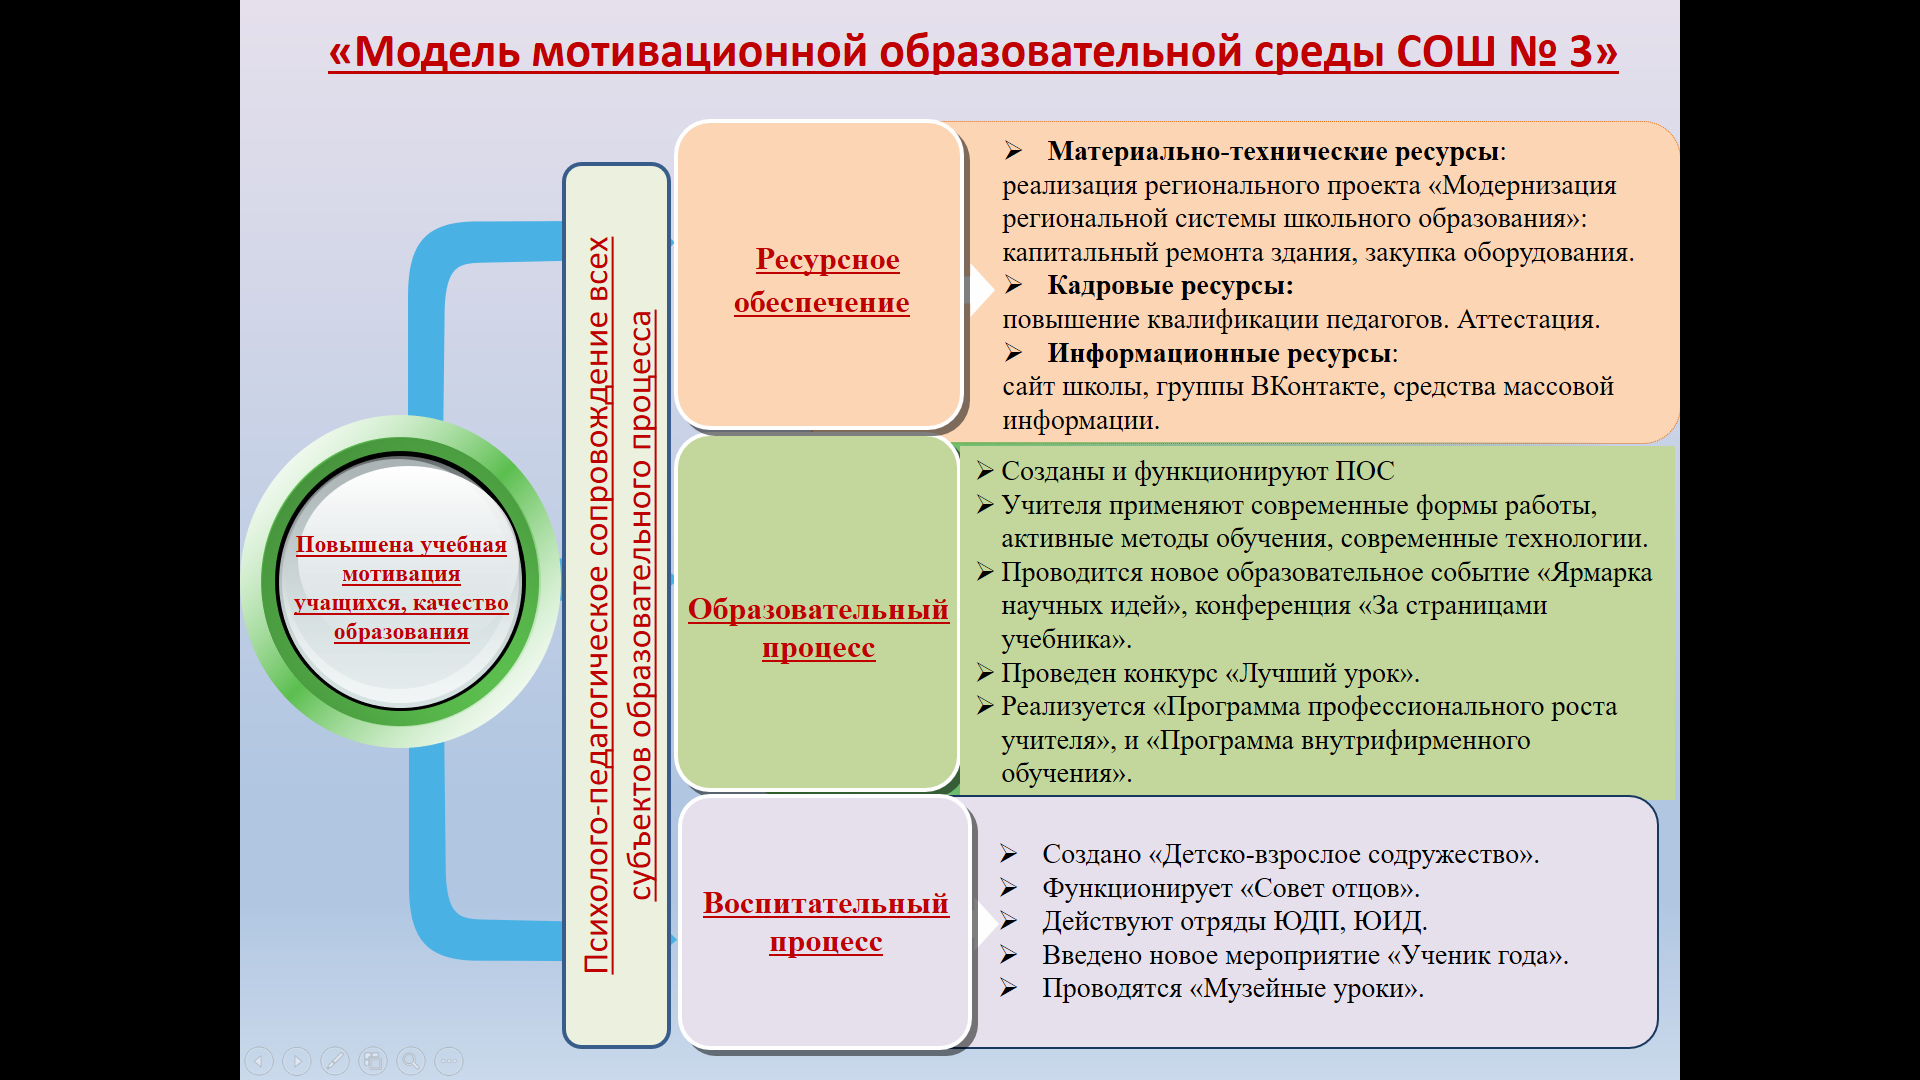 «Модель мотивационной образовательной среды СОШ № 3»
Повышена учебная
мотивация
учащихся, качество
образования
Психолого-педагогическое сопровождение всех
субъектов образовательного процесса
Ресурсное
обеспечение
Материально-технические ресурсы:
реализация регионального проекта «Модернизация
региональной системы школьного образования»:
капитальный ремонта здания, закупка оборудования.
Кадровые ресурсы:
повышение квалификации педагогов. Аттестация.
Информационные ресурсы:
сайт школы, группы ВКонтакте, средства массовой
информации.
Образовательный
процесс
Созданы и функционируют ПОС
Учителя применяют современные формы работы,
активные методы обучения, современные технологии.
Проводится новое образовательное событие «Ярмарка
научных идей», конференция «За страницами
учебника».
Проведен конкурс «Лучший урок».
Реализуется «Программа профессионального роста
учителя», и «Программа внутрифирменного
обучения».
Воспитательный
процесс
Создано «Детско-взрослое содружество».
Функционирует «Совет отцов».
Действуют отряды ЮДП, ЮИД.
Введено новое мероприятие «Ученик года».
Проводятся «Музейные уроки».